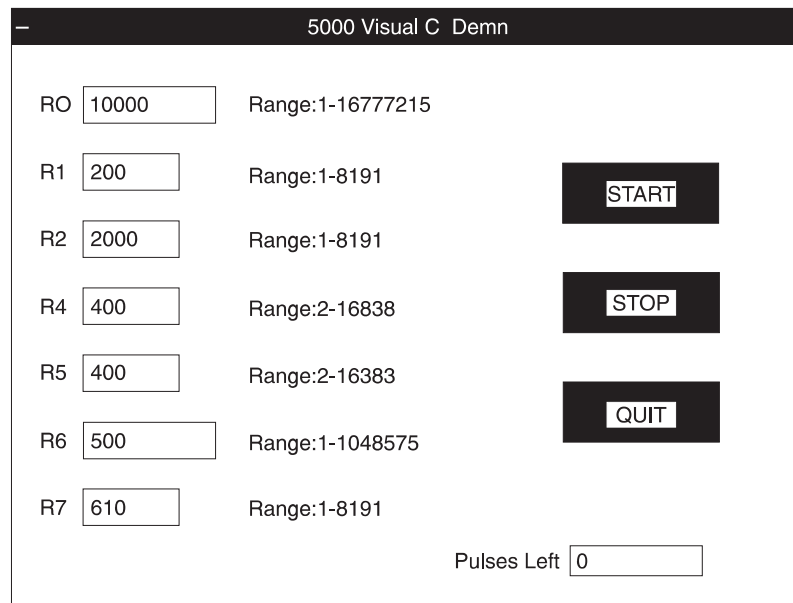 5000 Visual C Demn
RO 10000 Range:1-16777215
R1 200 Range:1-8191
START
R2 2000 Range:1-8191
R4 400 Range:2-16838
STOP
R5 400 Range:2-16383
QUIT
R6 500 Range:1-1048575
R7 610 Range:1-8191
Pulses Left 0